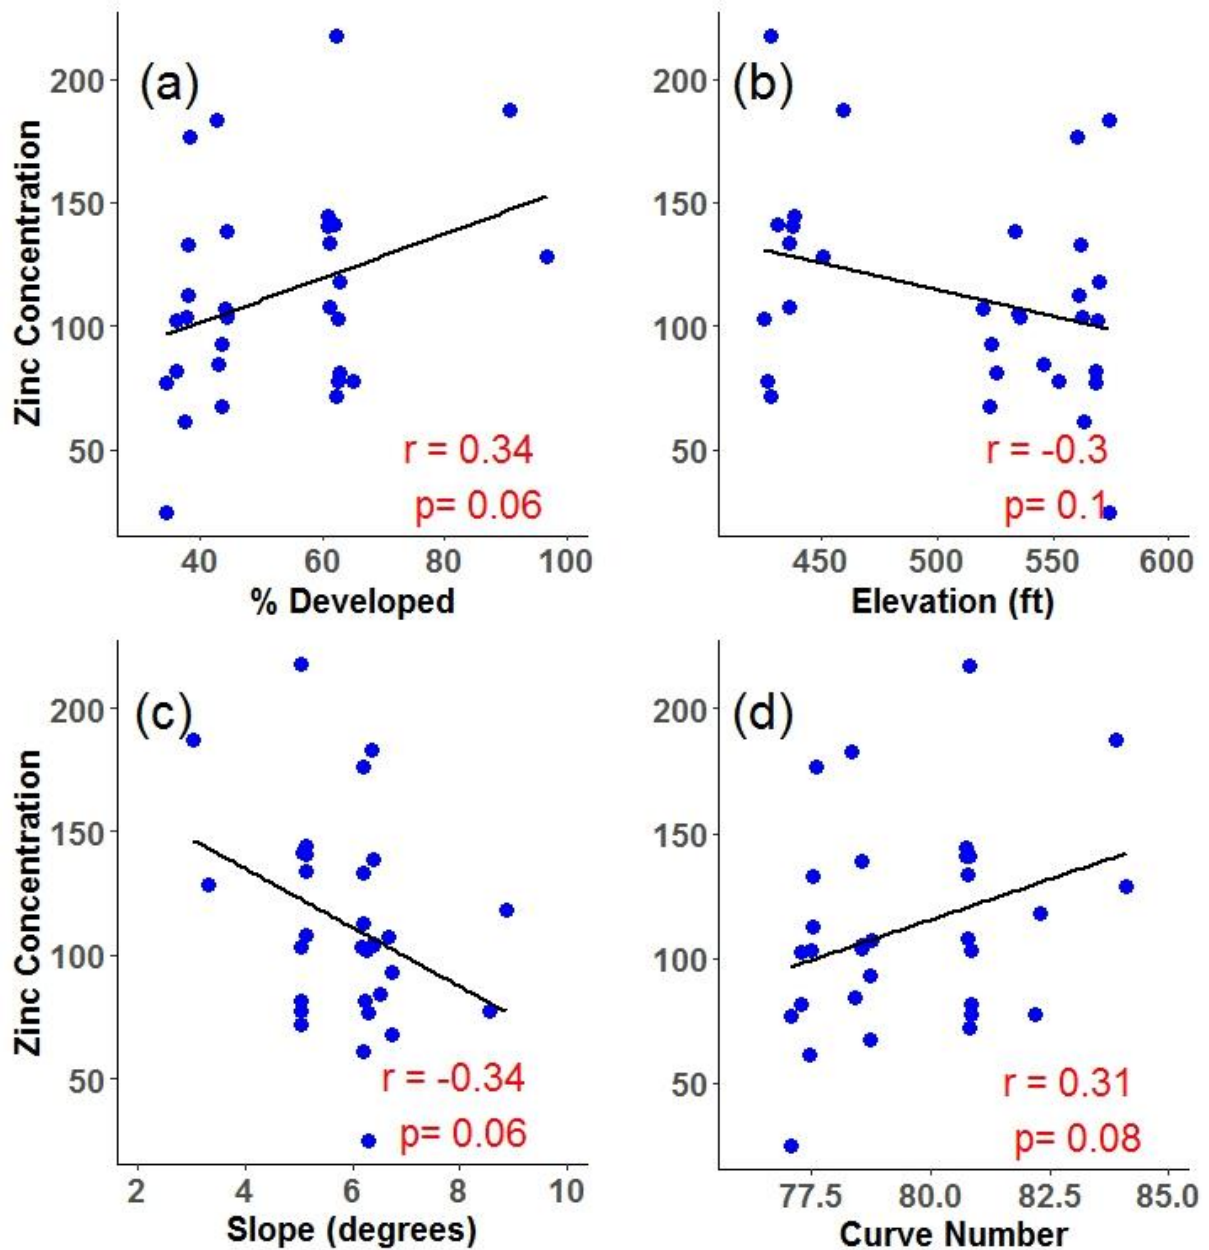 (a)
200
150
100
50
Zinc Concentration
r = 0.34
p= 0.06
40 60 80 100
% Developed
(b)
200
150
100
50
r = -0.3
p= 0.1
450 500 550 600
Elevation (ft)
(c)
200
150
100
50
Zinc Concentration
r = -0.34
p= 0.06
2 4 6 8 10
Slope (degrees)
(d)
200
150
100
50
r = 0.31
p= 0.08
77.5 80.0 82.5 85.0
Curve Number